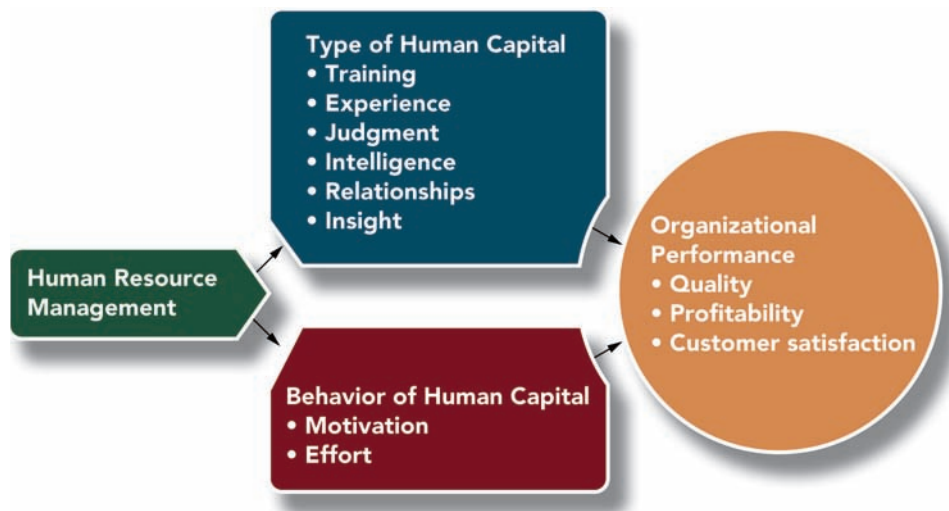 Type of Human Capital
• Training
• Experience
• Judgment
• Intelligence
• Relationships
• Insight
Human Resource
Management
Behavior of Human Capital
• Motivation
• Effort
Organizational
Performance
• Quality
• Profitability
• Customer satisfaction